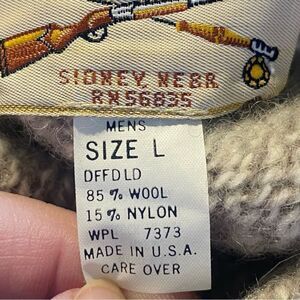 SIDNEY, NEBR.
RN56835
MENS
SIZE L
DFFDLD
85% WOOL
15% NYLON
WPL 7373
MADE IN U.S.A.
CARE OVER